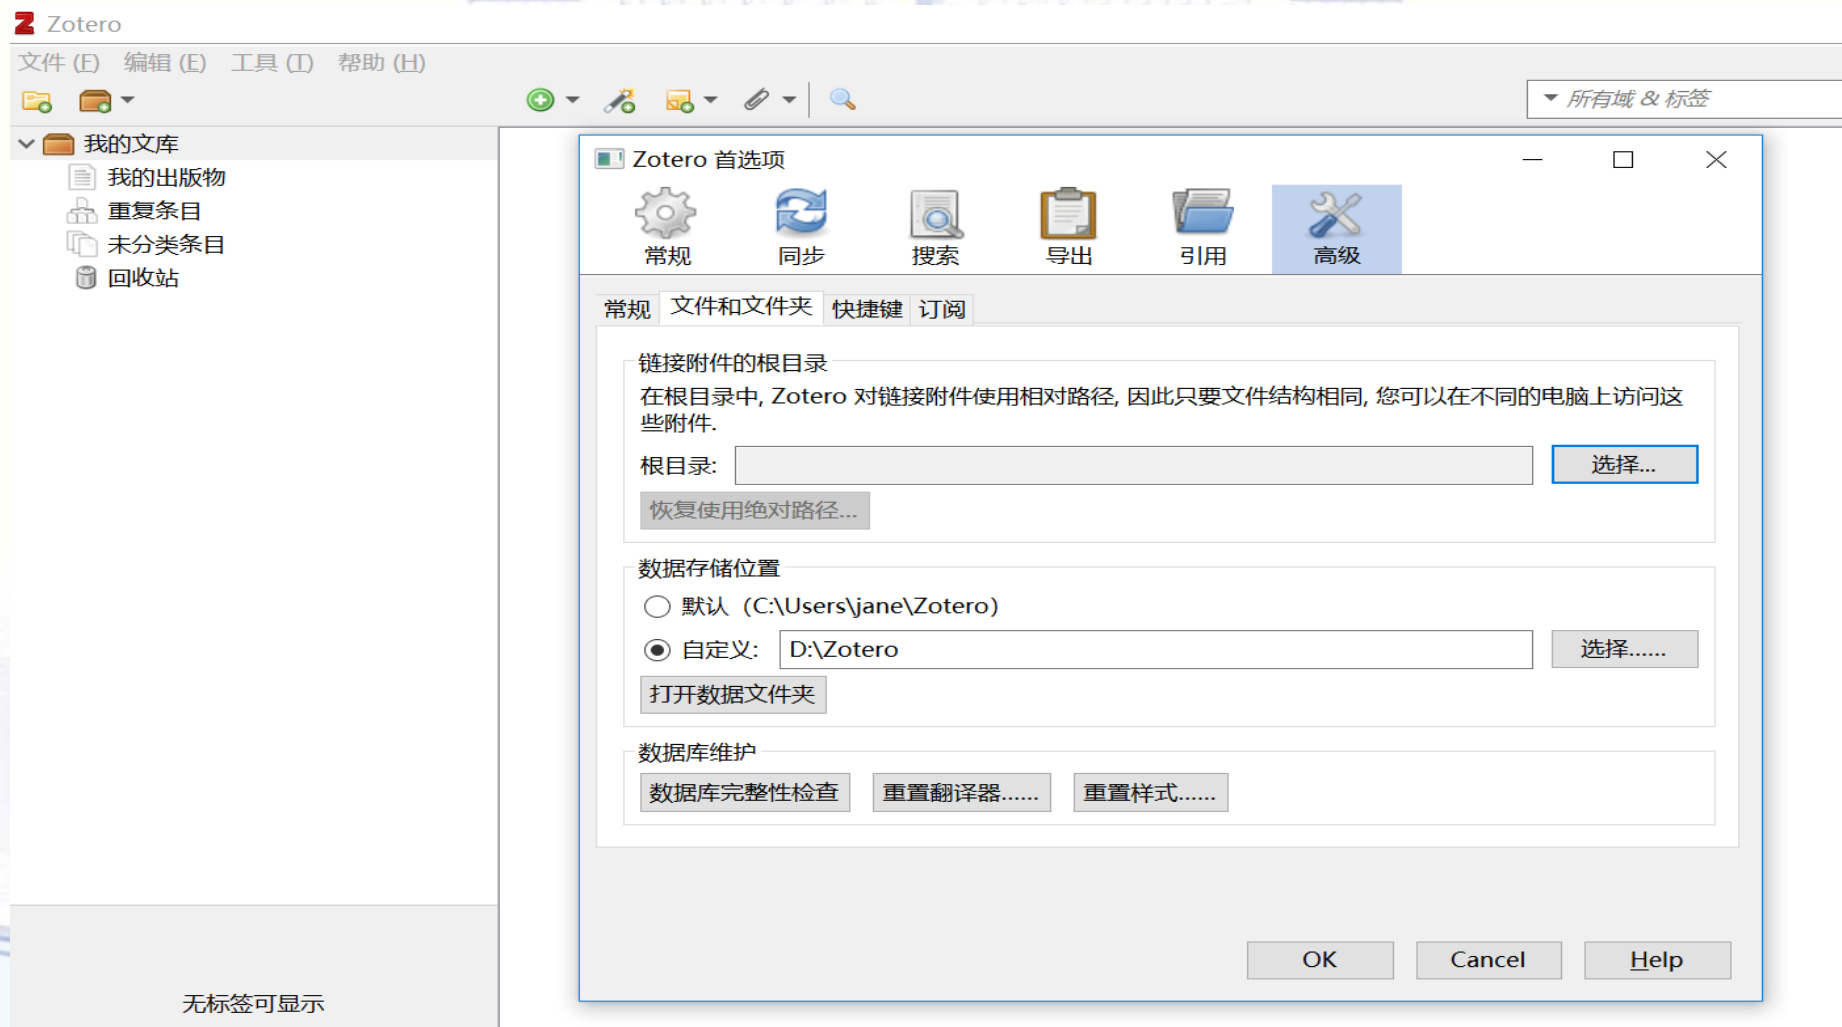 Zotero
文件 (F) 编辑 (E) 工具 (T) 帮助 (H)
所有域 & 标签
我的文库
我的出版物
重复条目
未分类条目
回收站
无标签可显示
Zotero 首选项
常规 同步 搜索 导出 引用 高级
常规 文件和文件夹 快捷键 订阅
链接附件的根目录
在根目录中, Zotero 对链接附件使用相对路径, 因此只要文件结构相同, 您可以在不同的电脑上访问这
些附件.
根目录: 选择...
恢复使用绝对路径...
数据存储位置
默认（C:\Users\jane\Zotero）
自定义: D:\Zotero 选择......
打开数据文件夹
数据库维护
数据库完整性检查 重置翻译器...... 重置样式......
OK Cancel Help